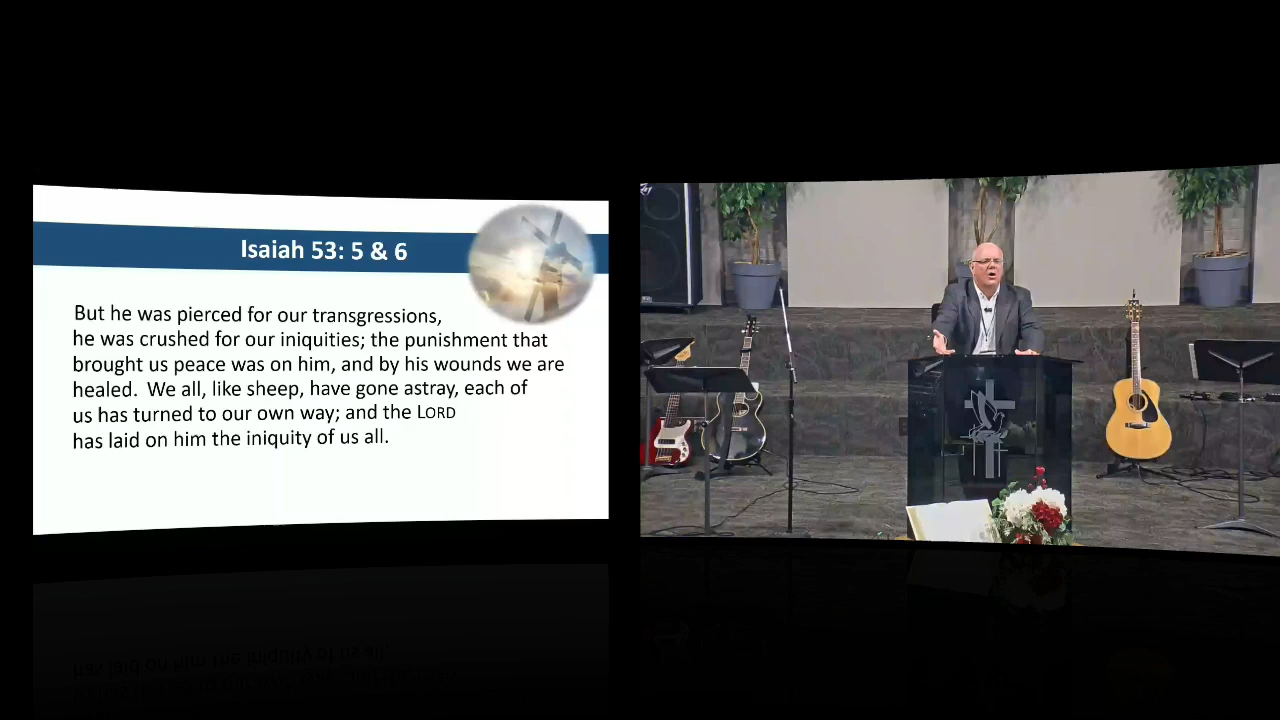 Isaiah 53: 5 & 6
But he was pierced for our transgressions,
he was crushed for our iniquities; the punishment that
brought us peace was on him, and by his wounds we are
healed.  We all, like sheep, have gone astray, each of
us has turned to our own way; and the LORD
has laid on him the iniquity of us all.